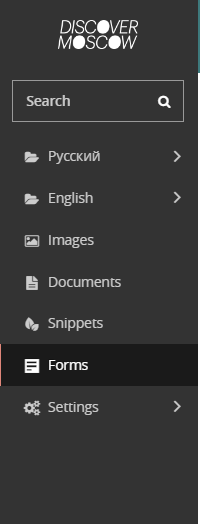 DISCOVER
MOSCOW
Search
Русский
English
Images
Documents
Snippets
Forms
Settings